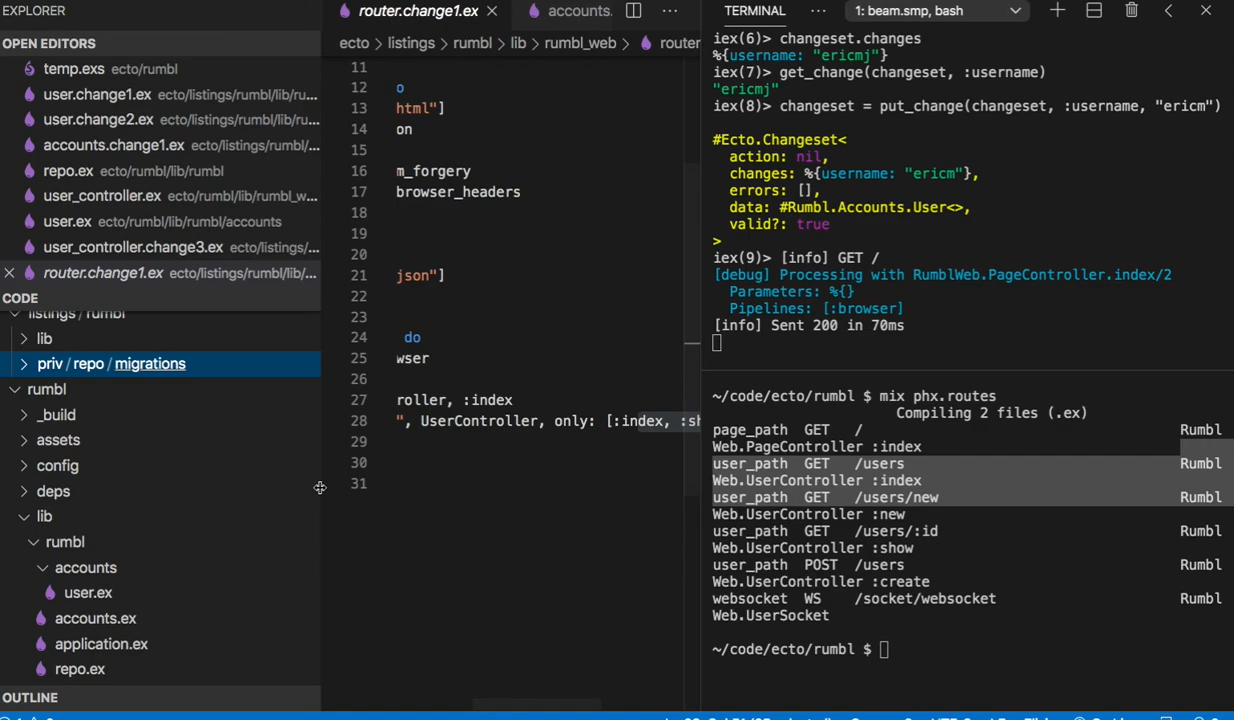 EXPLORER
OPEN EDITORS
temp.exs ecto/rumbl
user.change1.ex ecto/listings/rumbl/lib/ru...
user.change2.ex ecto/listings/rumbl/lib/ru...
accounts.change1.ex ecto/listings/rumbl/...
repo.ex ecto/rumbl/lib/rumbl
user_controller.ex ecto/rumbl/lib/rumbl_w...
user.ex ecto/rumbl/lib/rumbl/accounts
user_controller.change3.ex ecto/listings/...
router.change1.ex ecto/listings/rumbl/lib/...
CODE
listings / rumbl
lib
priv / repo / migrations
rumbl
_build
assets
config
deps
lib
rumbl
accounts
user.ex
accounts.ex
application.ex
repo.ex
OUTLINE
router.change1.ex accounts.
ecto > listings > rumbl > lib > rumbl_web > router
11
12 o
13 html"]
14 on
15
16 m_forgery
17 browser_headers
18
19
20
21 json"]
22
23
24 do
25 wser
26
27 roller, :index
28 ", UserController, only: [:index, :sh
29
30
31
TERMINAL 1: beam.smp, bash
iex(6)> changeset.changes
%{username: "ericmj"}
iex(7)> get_change(changeset, :username)
"ericmj"
iex(8)> changeset = put_change(changeset, :username, "ericm")
#Ecto.Changeset<
action: nil,
changes: %{username: "ericm"},
errors: [],
data: #Rumbl.Accounts.User<>,
valid?: true
>
iex(9)> [info] GET /
[debug] Processing with RumblWeb.PageController.index/2
Parameters: %{}
Pipelines: [:browser]
[info] Sent 200 in 70ms
~/code/ecto/rumbl $ mix phx.routes
Compiling 2 files (.ex)
page_path GET / Rumbl
Web.PageController :index
user_path GET /users Rumbl
Web.UserController :index
user_path GET /users/new Rumbl
Web.UserController :new
user_path GET /users/:id Rumbl
Web.UserController :show
user_path POST /users Rumbl
Web.UserController :create
websocket WS /socket/websocket Rumbl
Web.UserSocket
~/code/ecto/rumbl $